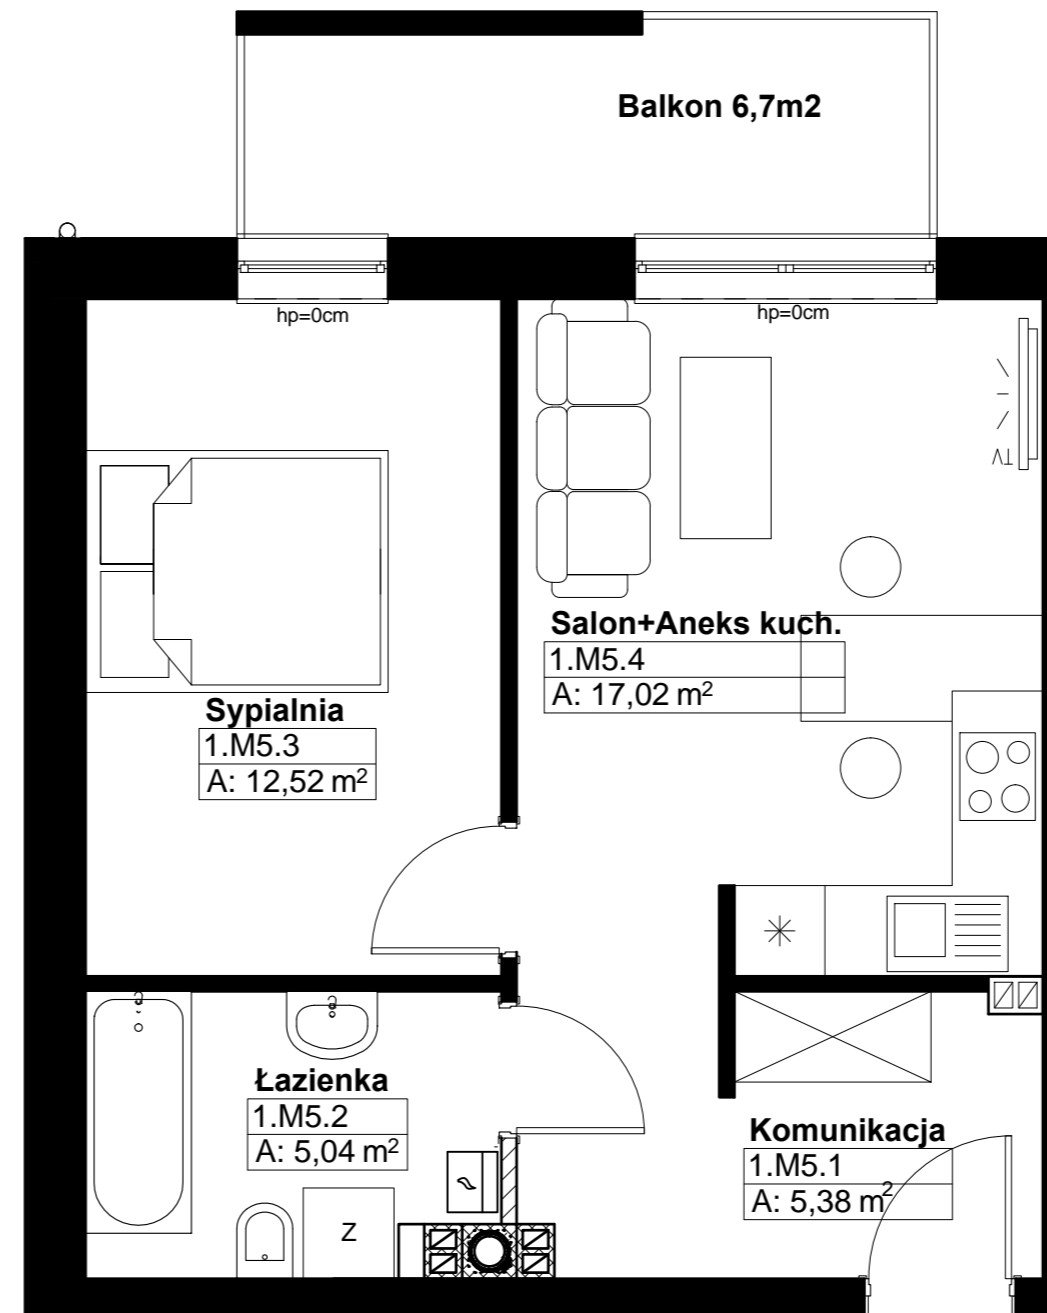 Balkon 6,7m2
hp=0cm
hp=0cm
TV
Salon+Aneks kuch.
1.M5.4
A: 17,02 m²
Sypialnia
1.M5.3
A: 12,52 m²
Łazienka
1.M5.2
A: 5,04 m²
Komunikacja
1.M5.1
A: 5,38 m²
Z